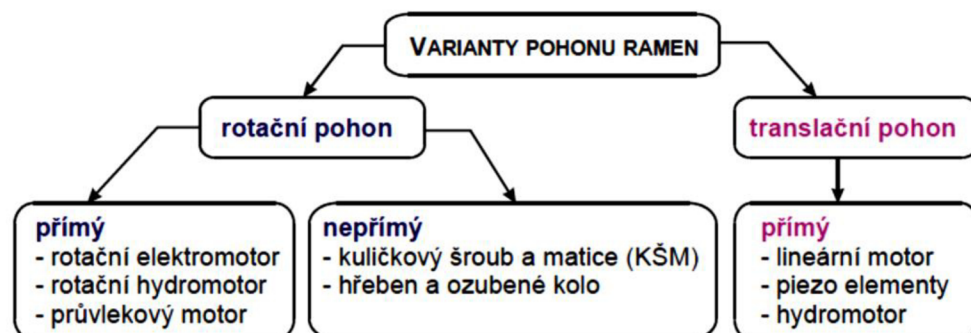 VARIANTY POHONU RAMEN
rotační pohon
translační pohon
přímý
- rotační elektromotor
- rotační hydromotor
- průvlekový motor
nepřímý
- kuličkový šroub a matice (KŠM)
- hřeben a ozubené kolo
přímý
- lineární motor
- piezo elementy
- hydromotor